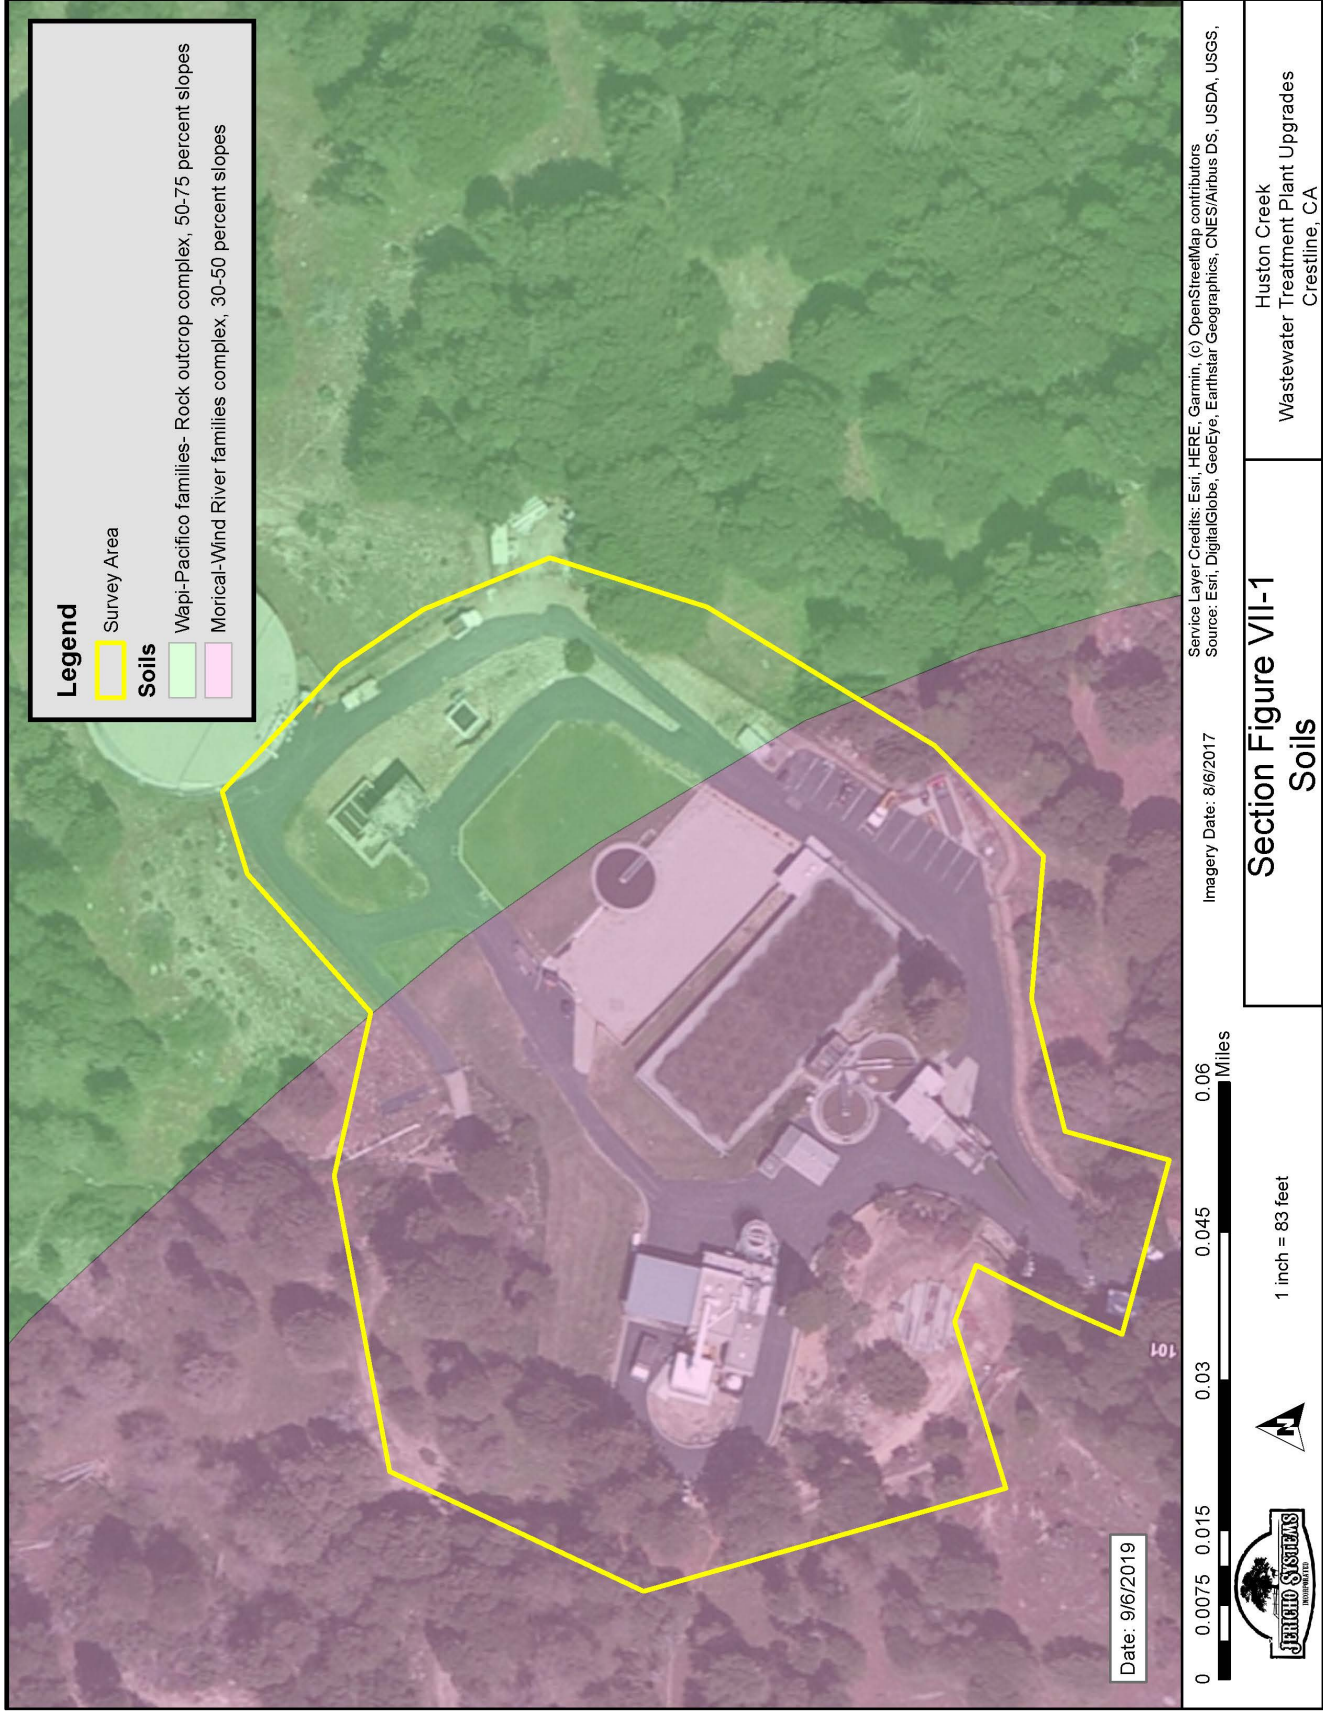 Legend
Survey Area
Soils
Wapi-Pacifico families- Rock outcrop complex, 50-75 percent slopes
Morical-Wind River families complex, 30-50 percent slopes
101
Date: 9/6/2019
Imagery Date: 8/6/2017
Service Layer Credits: Esri, HERE, Garmin, (c) OpenStreetMap contributors
Source: Esri, DigitalGlobe, GeoEye, Earthstar Geographics, CNES/Airbus DS, USDA, USGS,
0 0.0075 0.015 0.03 0.045 0.06
Miles
1 inch = 83 feet
N
JERICHO SYSTEMS
INCORPORATED
Section Figure VII-1
Soils
Huston Creek
Wastewater Treatment Plant Upgrades
Crestline, CA